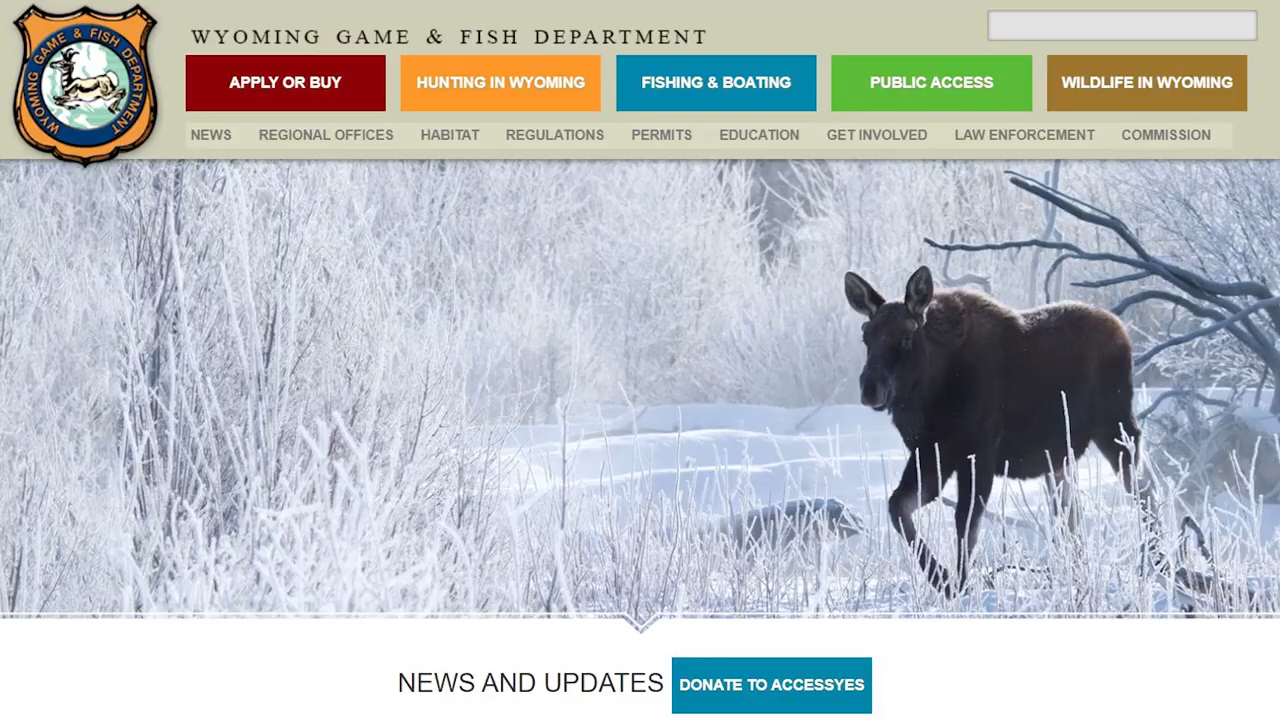 WYOMING GAME & FISH DEPARTMENT
WYOMING GAME & FISH DEPARTMENT
APPLY OR BUY
HUNTING IN WYOMING
FISHING & BOATING
PUBLIC ACCESS
WILDLIFE IN WYOMING
NEWS
REGIONAL OFFICES
HABITAT
REGULATIONS
PERMITS
EDUCATION
GET INVOLVED
LAW ENFORCEMENT
COMMISSION
NEWS AND UPDATES
DONATE TO ACCESSYES